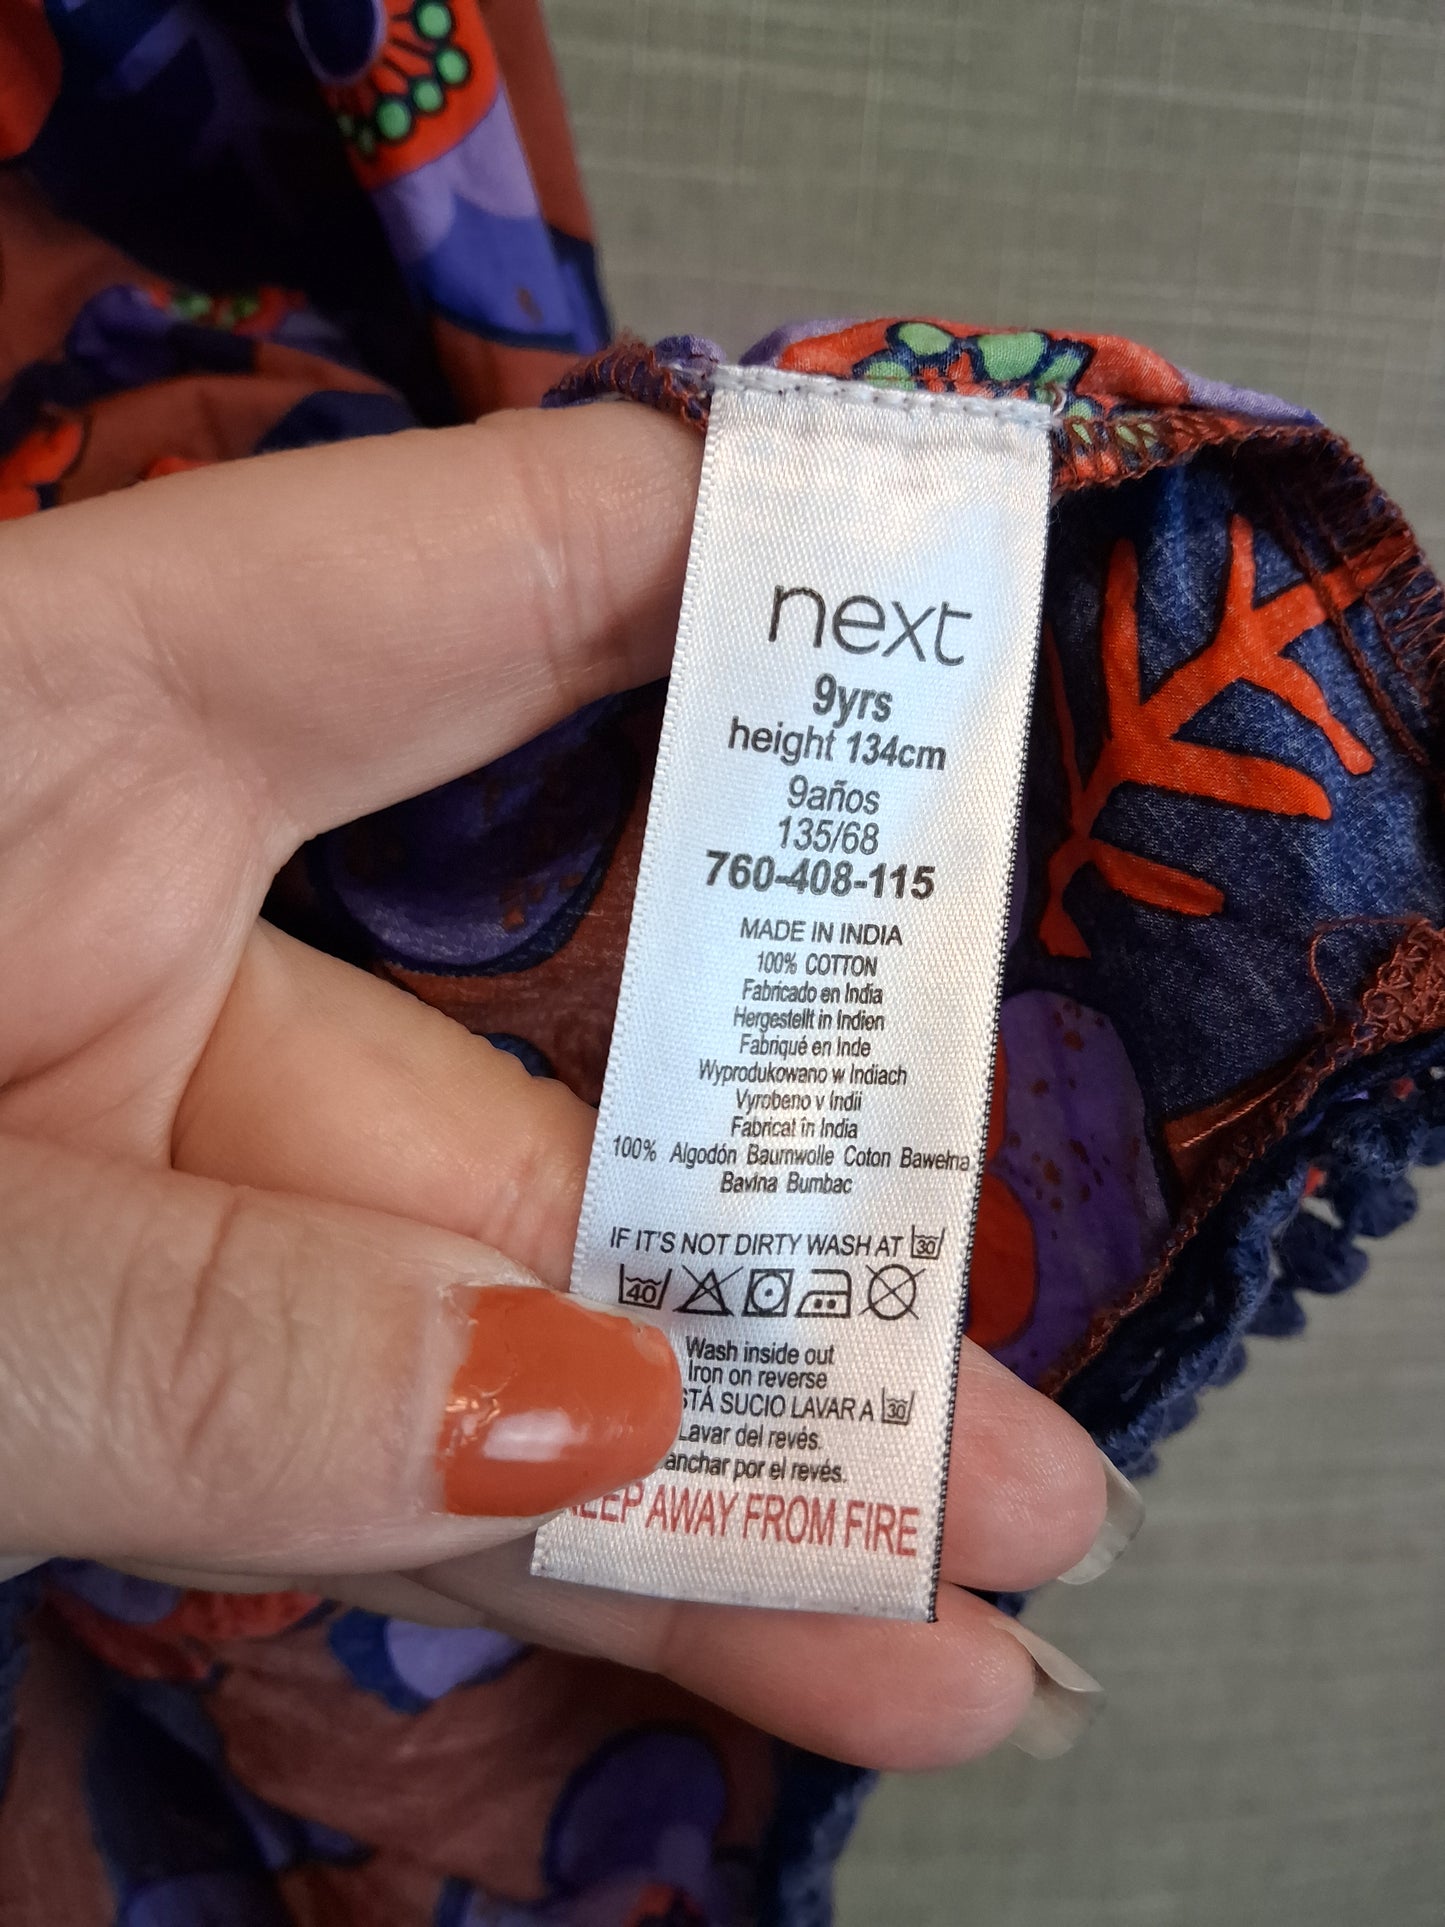 next
9yrs
height 134cm
9años
135/68
760-408-115
MADE IN INDIA
100% COTTON
Fabricado en India
Hergestellt in Indien
Fabriqué en Inde
Wyprodukowano w Indiach
Vyrobeno v Indii
Fabricat în India
100% Algodón Baumwolle Coton Bawełna
Bavlna Bumbac
IF IT'S NOT DIRTY WASH AT 30
40
Wash inside out
Iron on reverse
STÁ SUCIO LAVAR A 30
Lavar del revés.
anchar por el revés.
EEP AWAY FROM FIRE